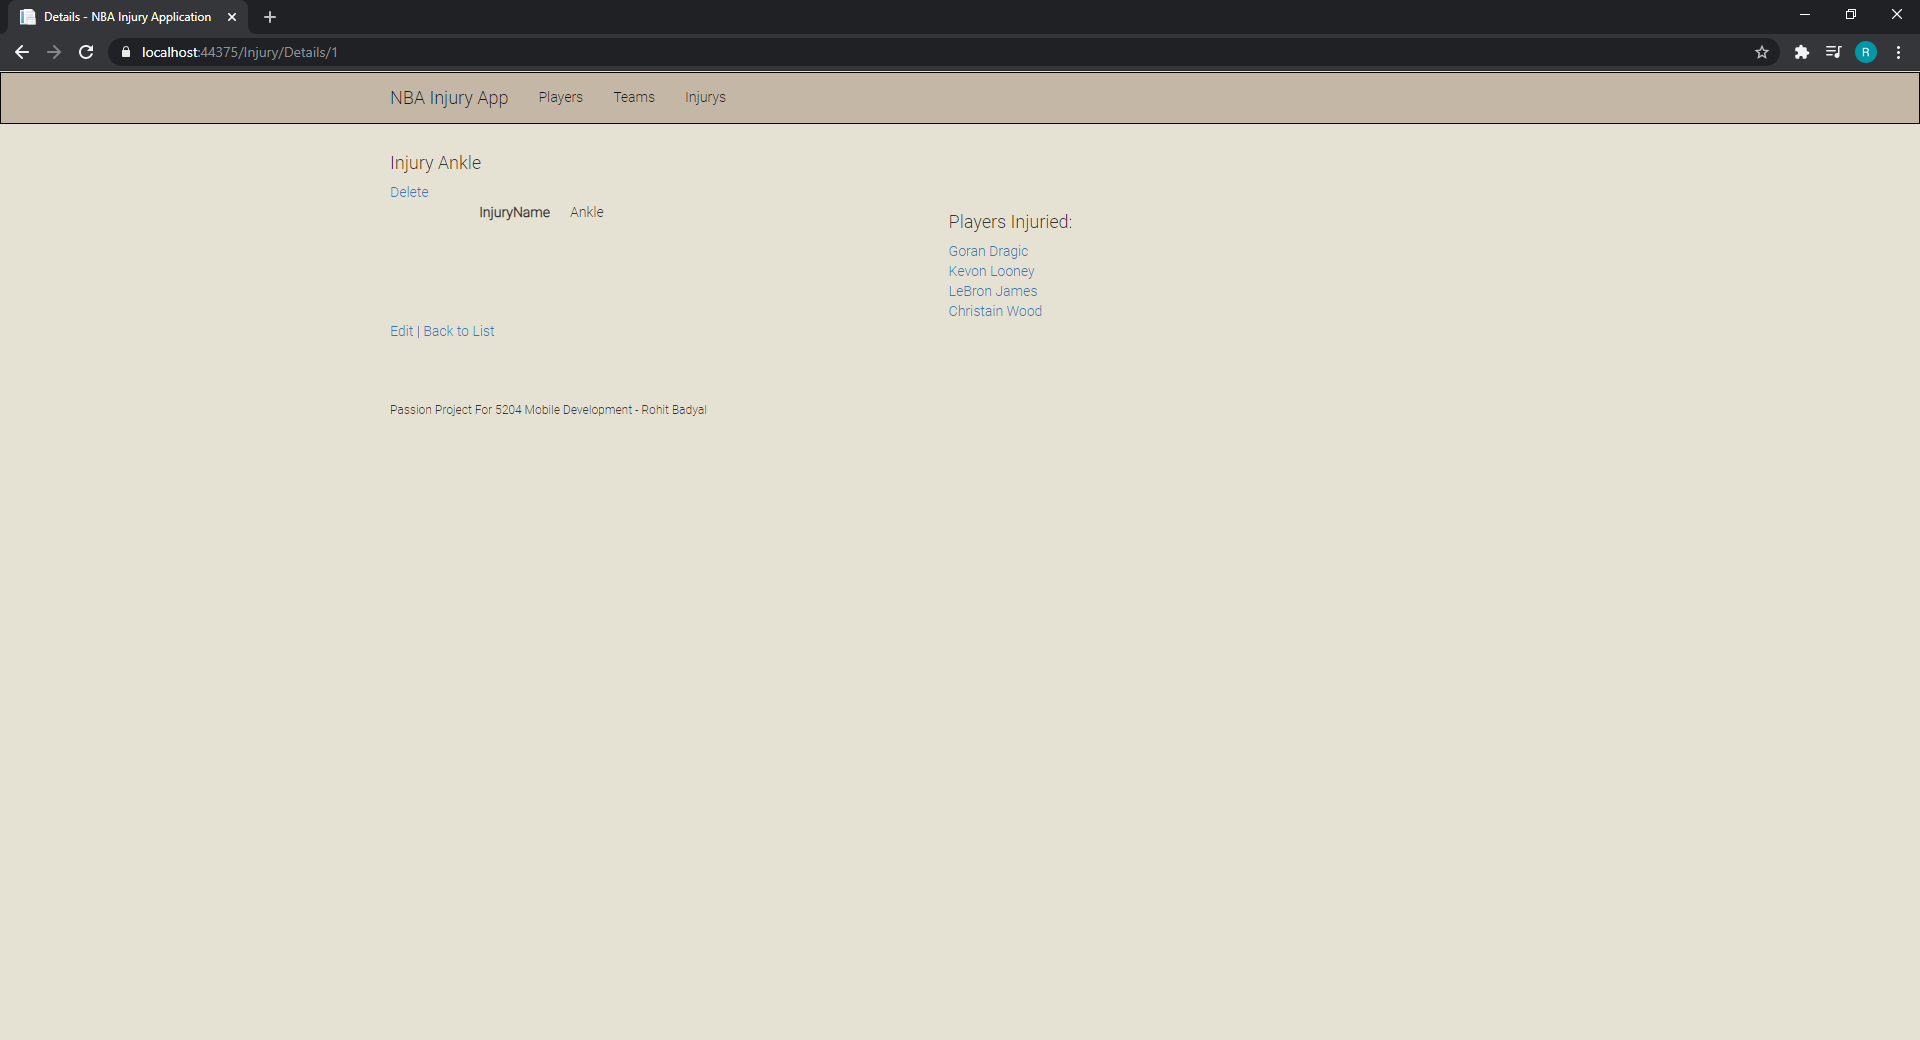 Details - NBA Injury Application
localhost:44375/Injury/Details/1
R
NBA Injury App Players Teams Injurys
Injury Ankle
Delete
InjuryName Ankle
Players Injuried:
Goran Dragic
Kevon Looney
LeBron James
Christain Wood
Edit | Back to List
Passion Project For 5204 Mobile Development - Rohit Badyal